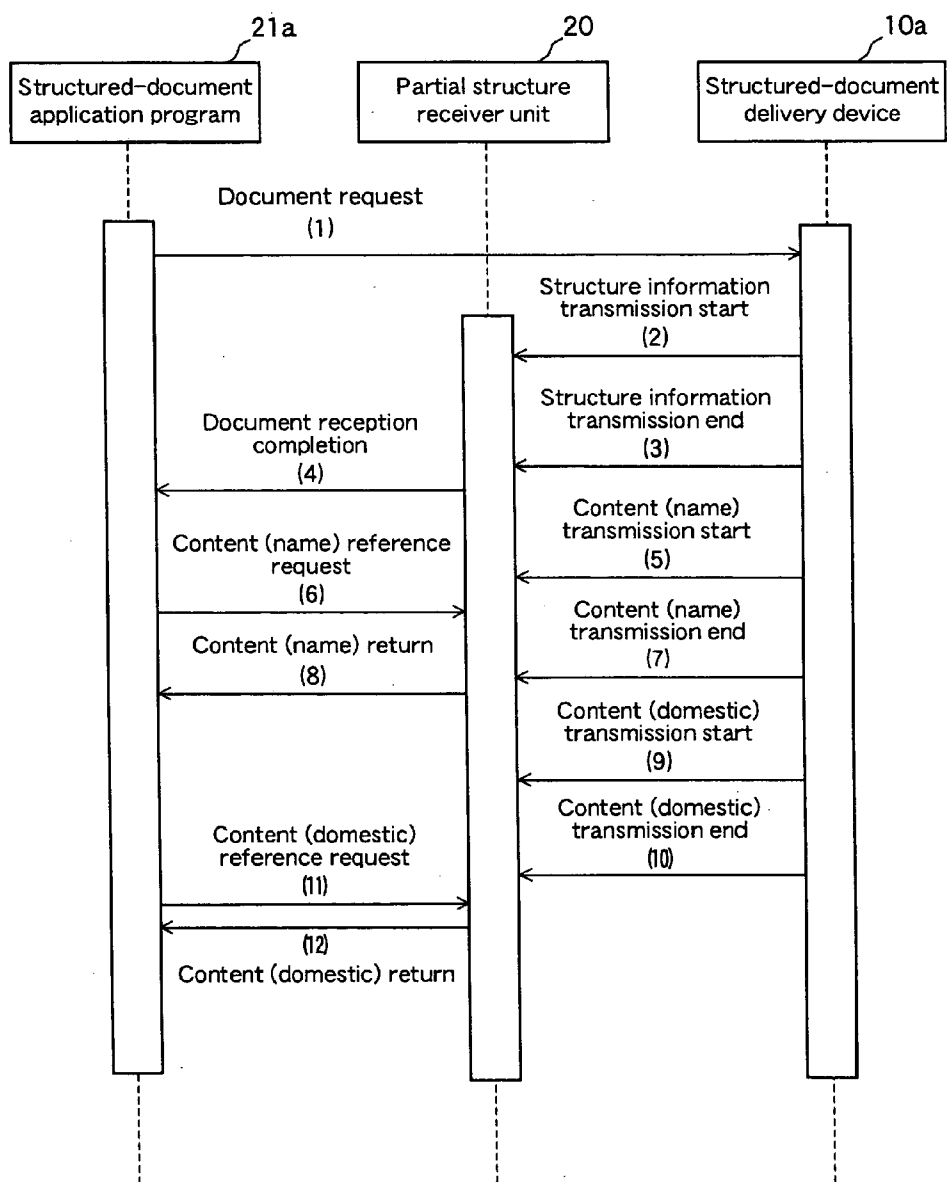 21a
20
10a
Structured-document
application program
Partial structure
receiver unit
Structured-document
delivery device
Document request
(1)
Structure information
transmission start
(2)
Structure information
transmission end
(3)
Document reception
completion
(4)
Content (name)
transmission start
(5)
Content (name) reference
request
(6)
Content (name)
transmission end
(7)
Content (name) return
(8)
Content (domestic)
transmission start
(9)
Content (domestic)
transmission end
(10)
Content (domestic)
reference request
(11)
(12)
Content (domestic) return